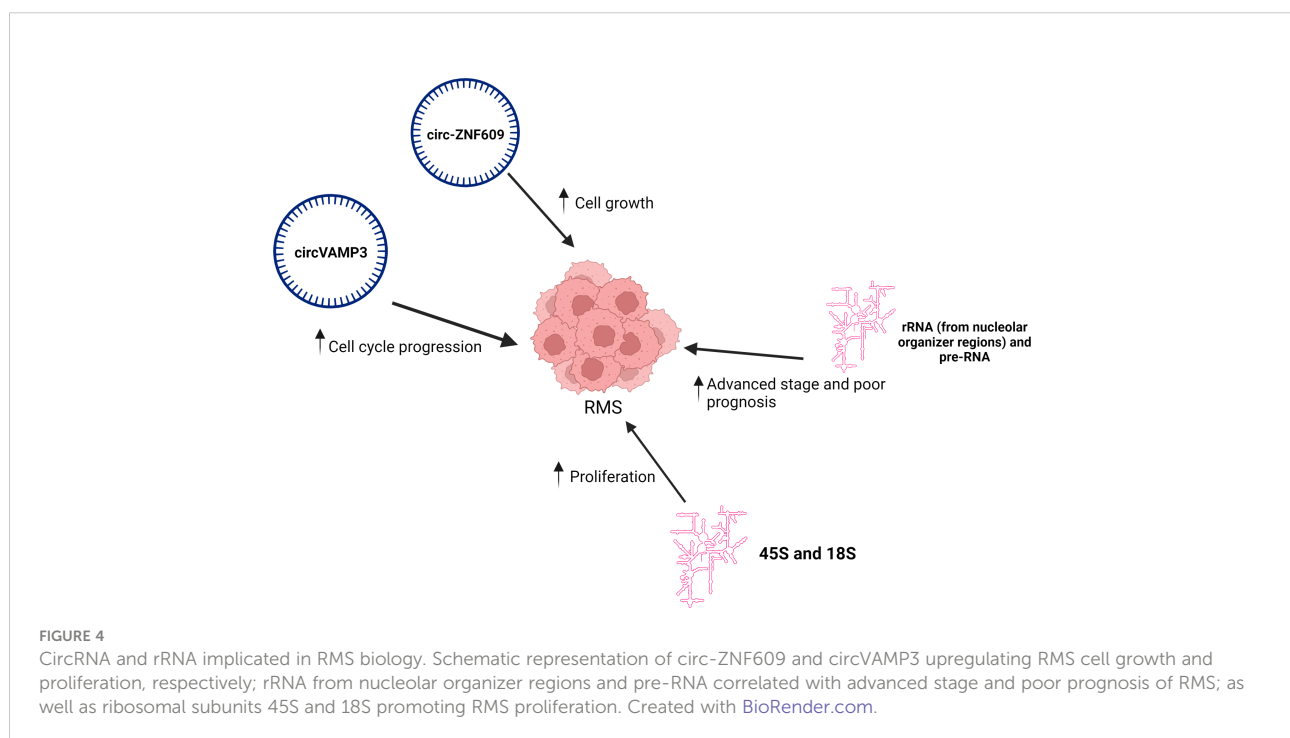 circ-ZNF609
Cell growth
circVAMP3
Cell cycle progression
rRNA (from nucleolar
organizer regions) and
pre-RNA
Advanced stage and poor
prognosis
RMS
Proliferation
45S and 18S
FIGURE 4
CircRNA and rRNA implicated in RMS biology. Schematic representation of circ-ZNF609 and circVAMP3 upregulating RMS cell growth and
proliferation, respectively; rRNA from nucleolar organizer regions and pre-RNA correlated with advanced stage and poor prognosis of RMS; as
well as ribosomal subunits 45S and 18S promoting RMS proliferation. Created with BioRender.com.